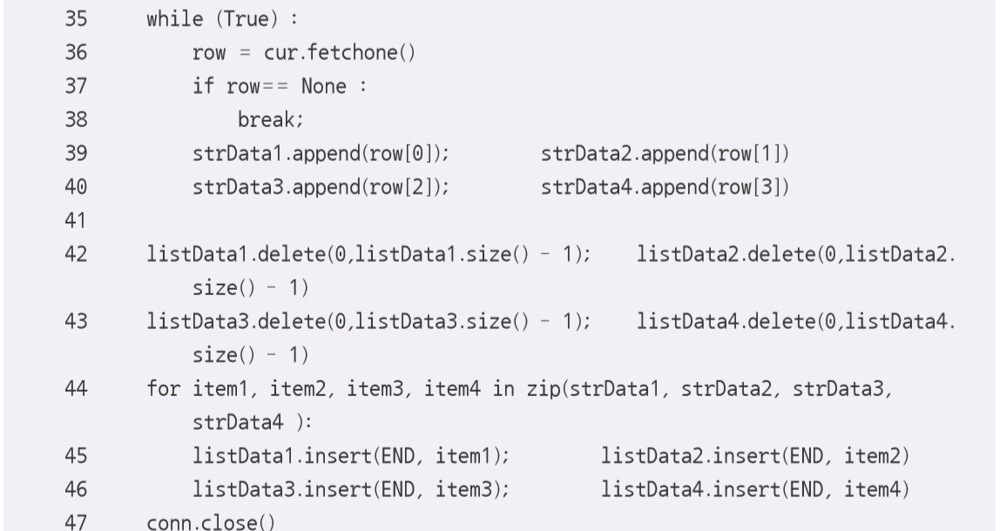 35 while (True) :
36 row = cur.fetchone()
37 if row== None :
38 break;
39 strData1.append(row[0]); strData2.append(row[1])
40 strData3.append(row[2]); strData4.append(row[3])
41
42 listData1.delete(0,listData1.size() - 1); listData2.delete(0,listData2.
size() - 1)
43 listData3.delete(0,listData3.size() - 1); listData4.delete(0,listData4.
size() - 1)
44 for item1, item2, item3, item4 in zip(strData1, strData2, strData3,
strData4 ):
45 listData1.insert(END, item1); listData2.insert(END, item2)
46 listData3.insert(END, item3); listData4.insert(END, item4)
47 conn.close()